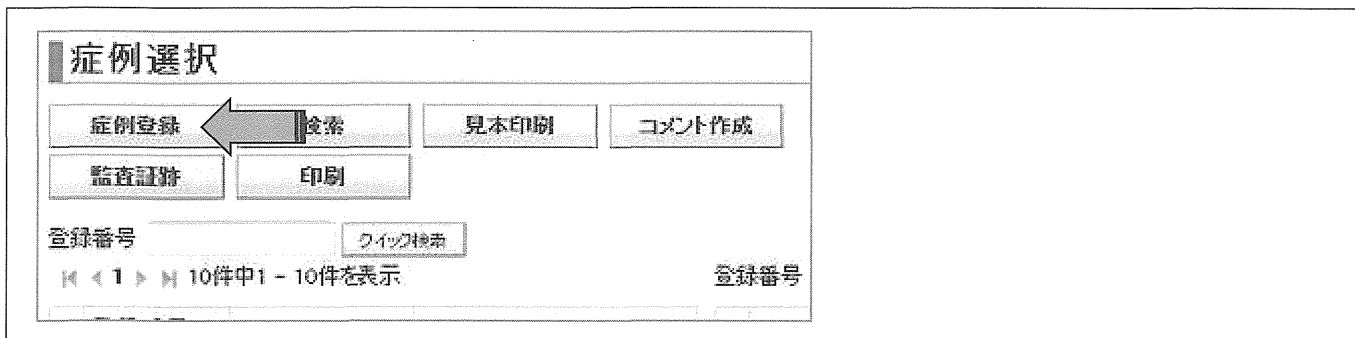 症例選択
症例登録 検索 見本印刷 コメント作成
監査証跡 印刷
登録番号 クイック検索
1 10件中1 - 10件を表示 登録番号